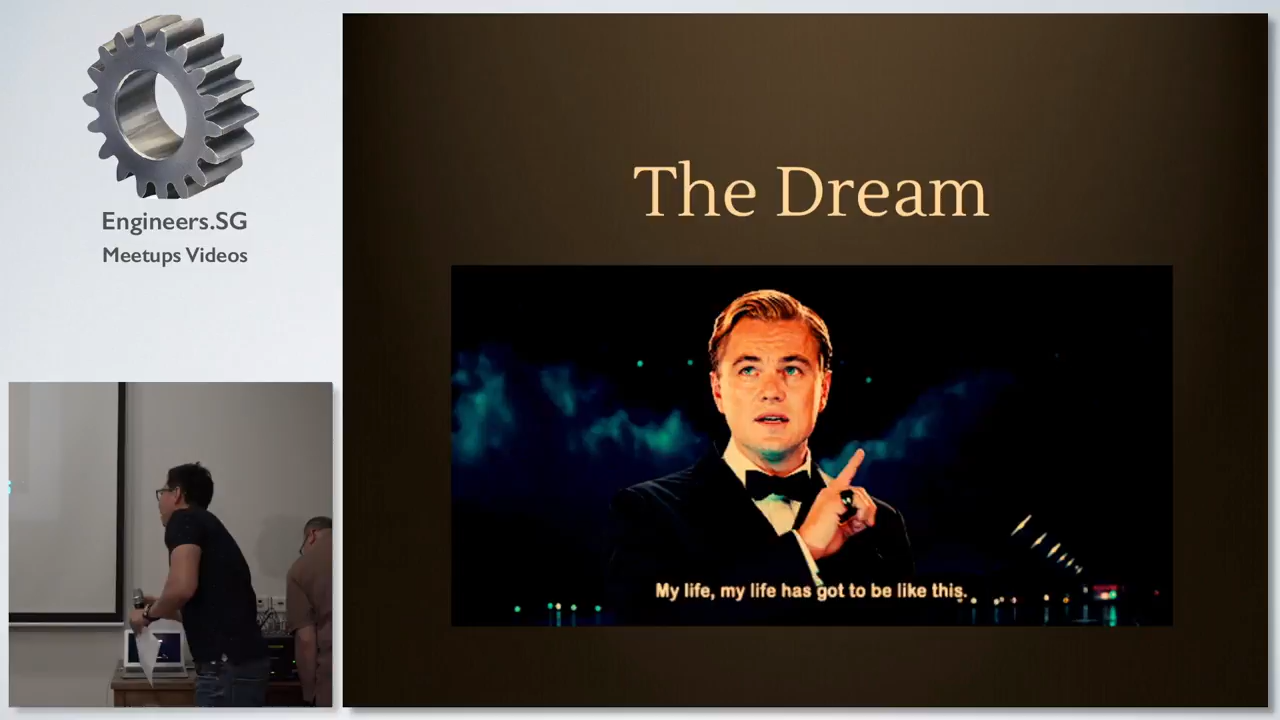 Engineers.SG
Meetups Videos
The Dream
My life, my life has got to be like this.